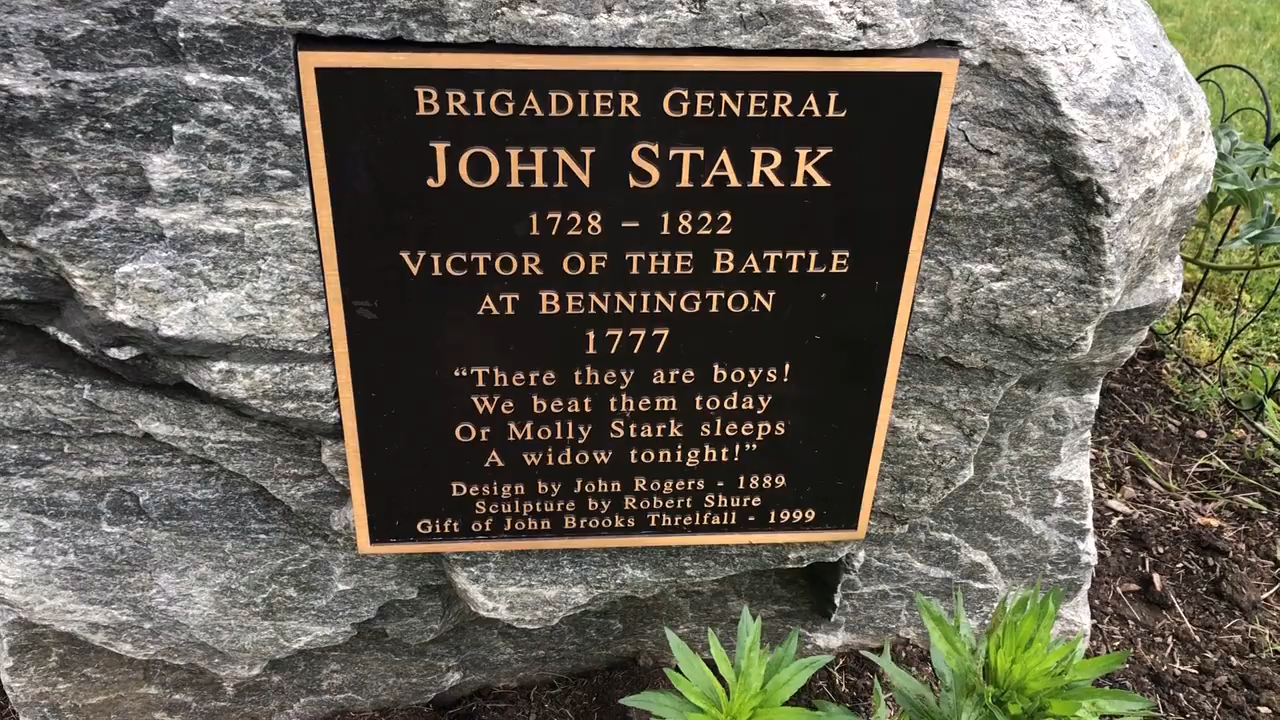 BRIGADIER GENERAL
JOHN STARK
1728 – 1822
VICTOR OF THE BATTLE
AT BENNINGTON
1777
“There they are boys!
We beat them today
Or Molly Stark sleeps
A widow tonight!”
Design by John Rogers - 1889
Sculpture by Robert Shure
Gift of John Brooks Threlfall - 1999